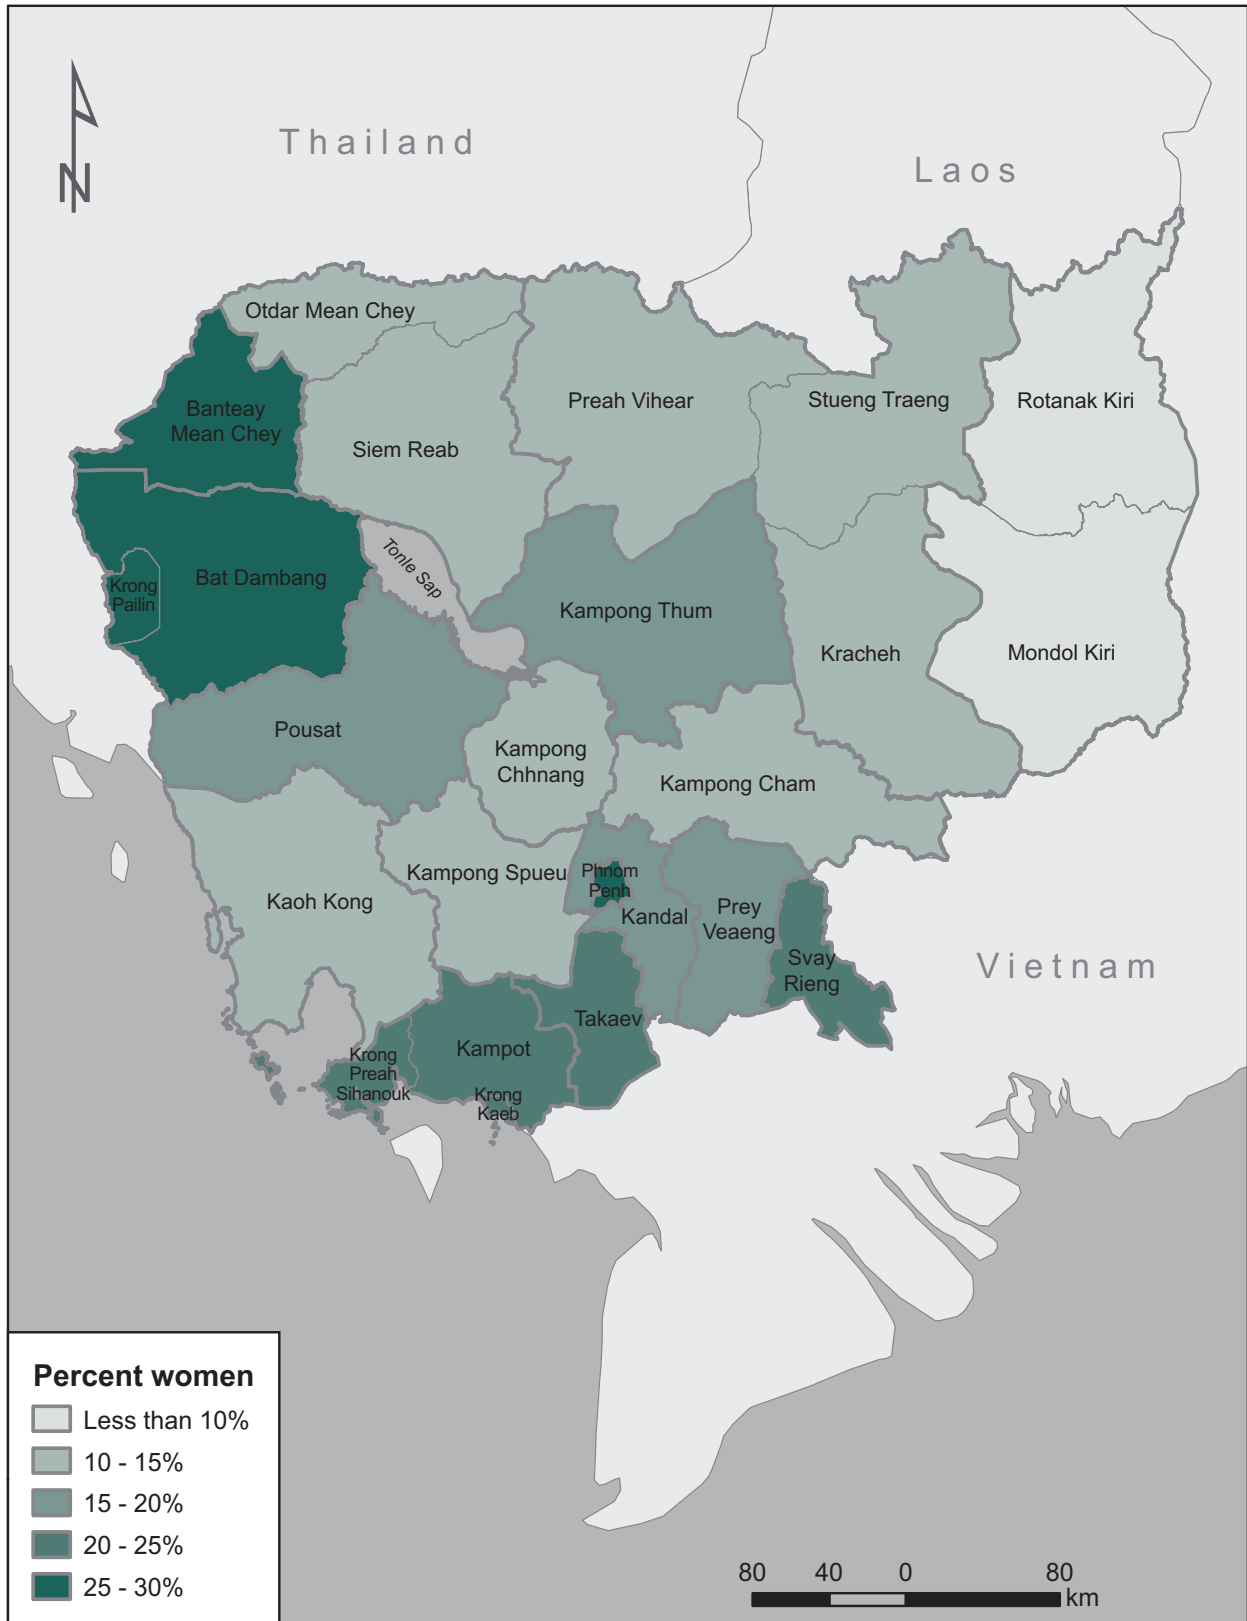 N
Thailand
Laos
Otdar Mean Chey
Banteay
Mean Chey
Siem Reab
Preah Vihear
Stueng Traeng
Rotanak Kiri
Krong
Pailin
Bat Dambang
Tonle Sap
Kampong Thum
Kracheh
Mondol Kiri
Pousat
Kampong
Chhnang
Kampong Cham
Kaoh Kong
Kampong Spueu
Phnom
Penh
Kandal
Prey
Veaeng
Svay
Rieng
Vietnam
Takaev
Kampot
Krong
Preah
Sihanouk
Krong
Kaeb
Percent women
Less than 10%
10 - 15%
15 - 20%
20 - 25%
25 - 30%
80 40 0 80
km